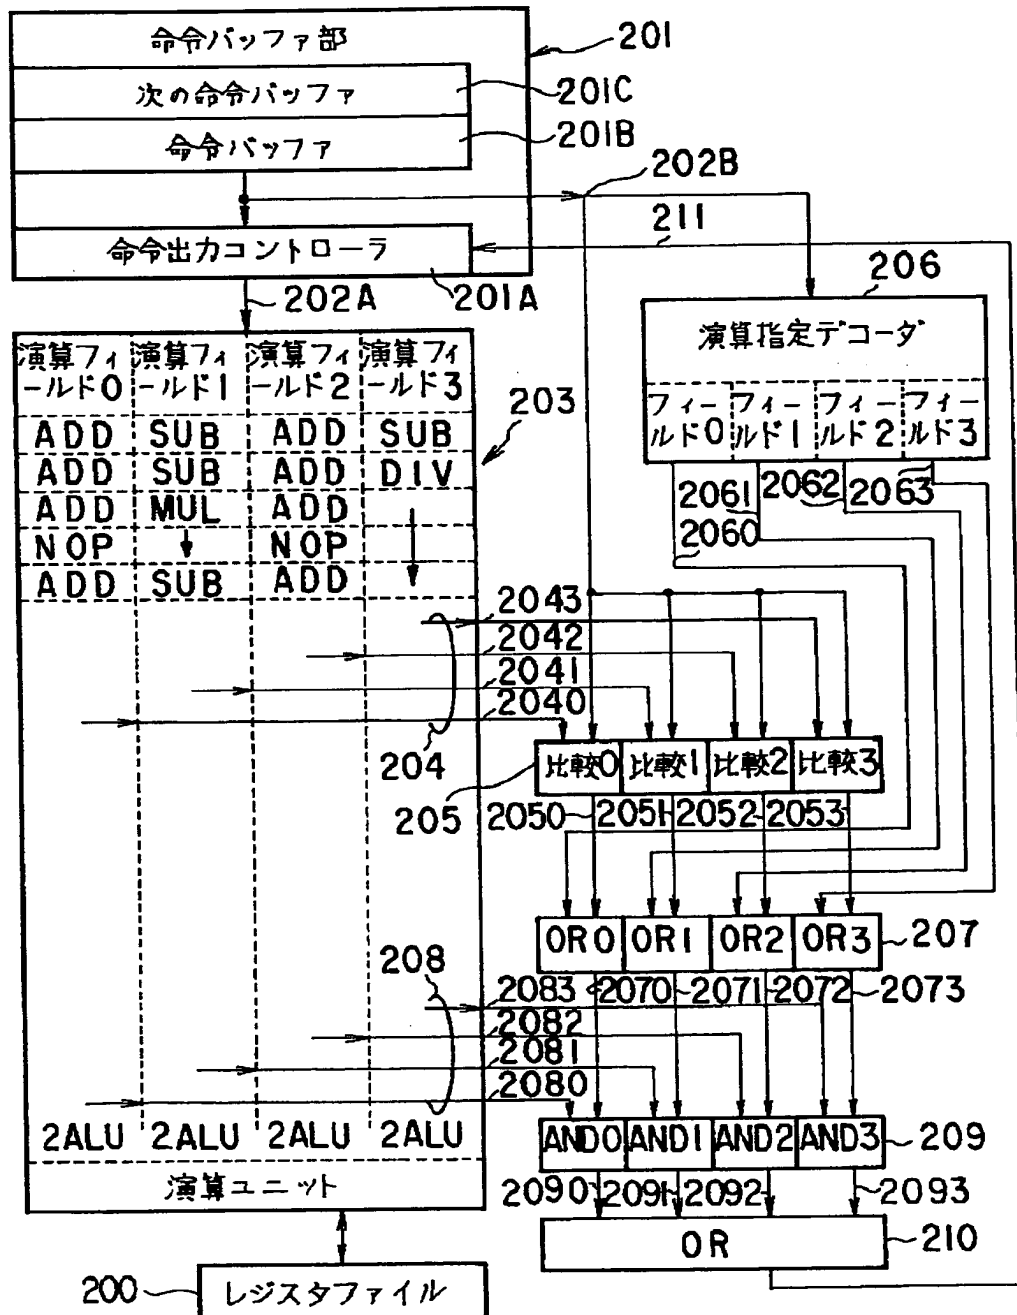 命令バッファ部
201
次の命令バッファ
201C
命令バッファ
201B
202B
211
命令出力コントローラ
202A
201A
206
演算指定デコーダ
フィールド0
フィールド1
フィールド2
フィールド3
演算フィールド0
演算フィールド1
演算フィールド2
演算フィールド3
203
ADD SUB ADD SUB
ADD SUB ADD DIV
ADD MUL ADD
NOP NOP
ADD SUB ADD
2061
2062
2063
2060
2043
2042
2041
2040
204
比較0 比較1 比較2 比較3
205
2050
2051
2052
2053
OR0 OR1 OR2 OR3
207
208
2083
2070
2071
2072
2073
2082
2081
2080
2ALU 2ALU 2ALU 2ALU
AND0 AND1 AND2 AND3
209
演算ユニット
2090
2091
2092
2093
OR
210
200
レジスタファイル